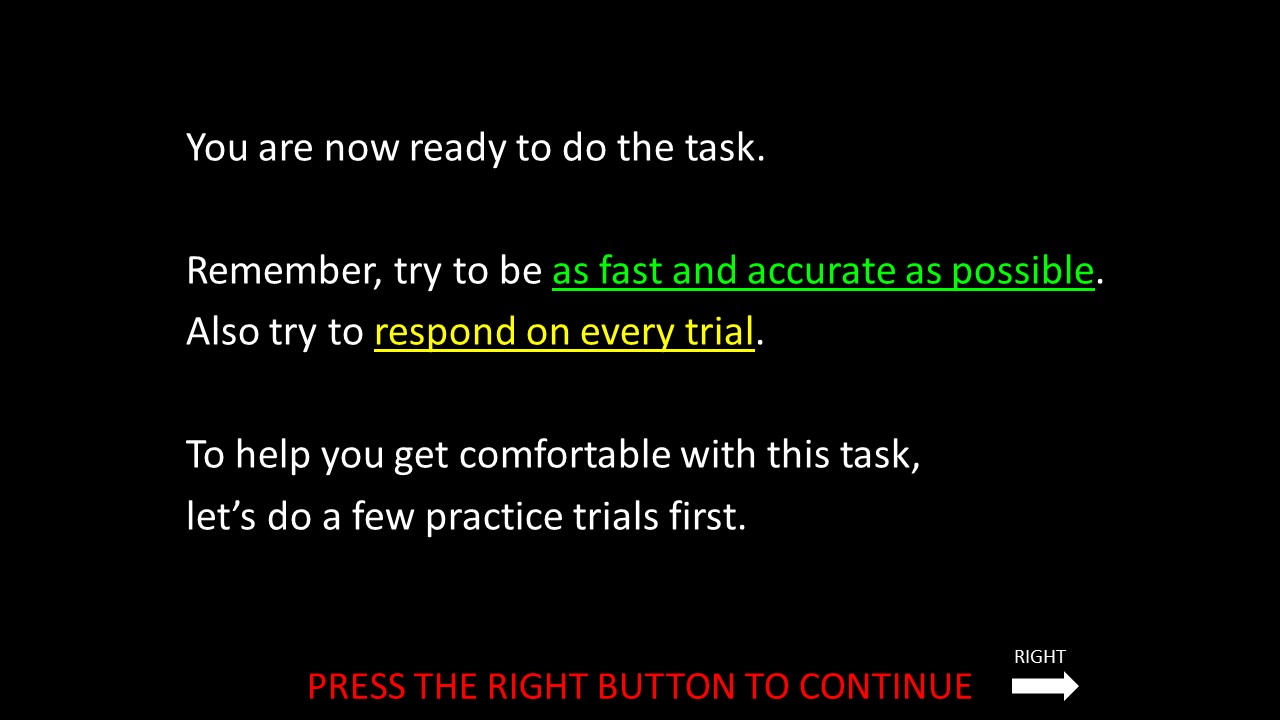 You are now ready to do the task.
Remember, try to be as fast and accurate as possible.
Also try to respond on every trial.
To help you get comfortable with this task,
let’s do a few practice trials first.
RIGHT
PRESS THE RIGHT BUTTON TO CONTINUE